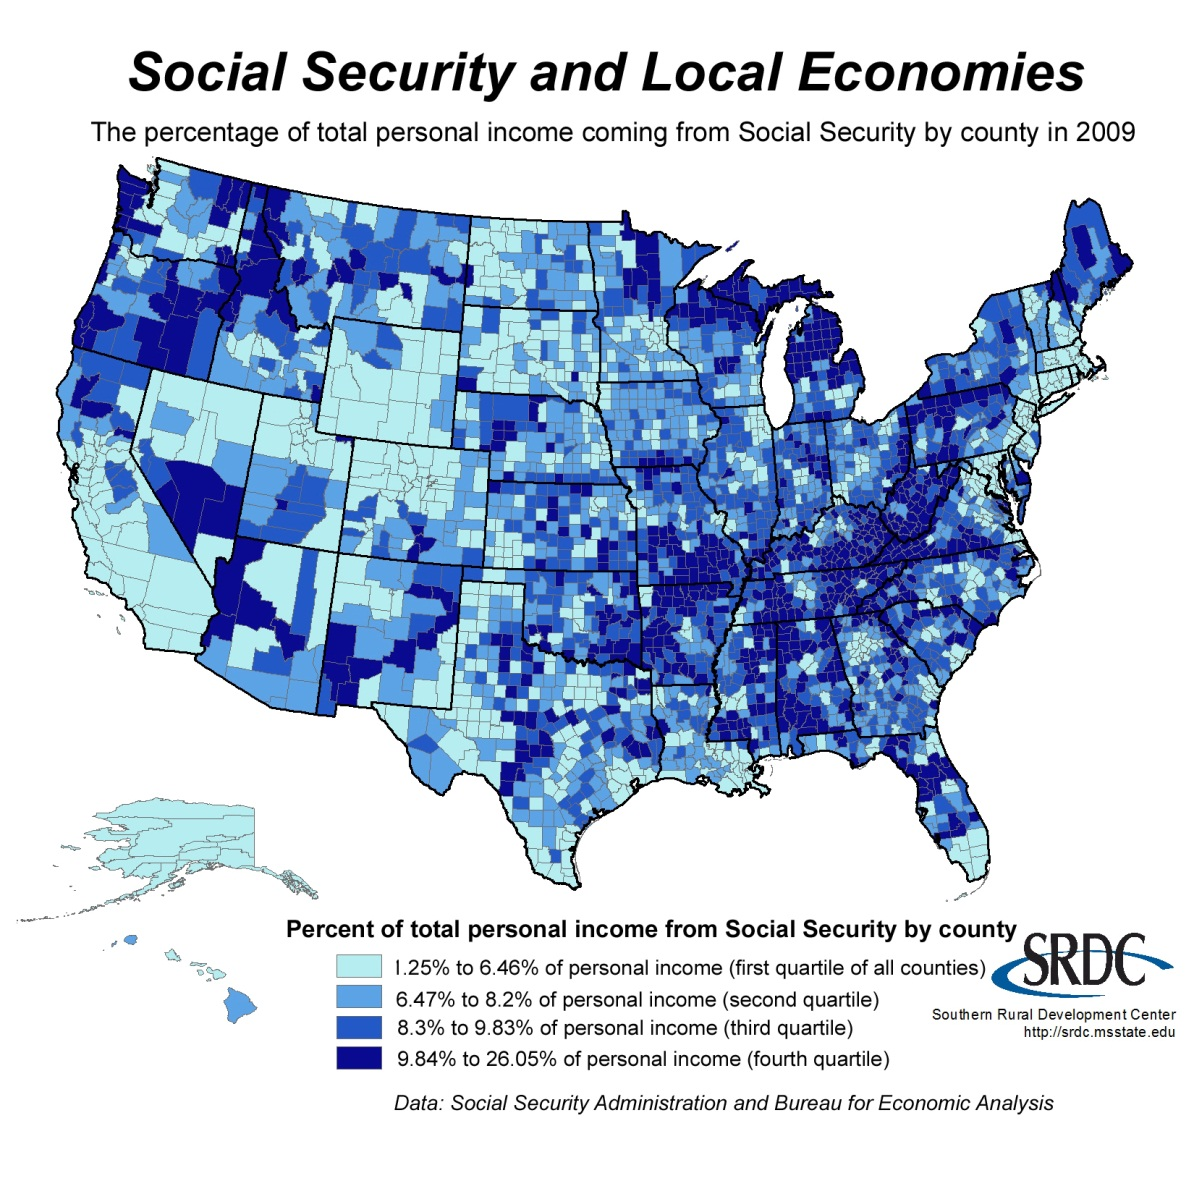 Social Security and Local Economies
The percentage of total personal income coming from Social Security by county in 2009
Percent of total personal income from Social Security by county
1.25% to 6.46% of personal income (first quartile of all counties)
6.47% to 8.2% of personal income (second quartile)
8.3% to 9.83% of personal income (third quartile)
9.84% to 26.05% of personal income (fourth quartile)
SRDC
Southern Rural Development Center
http://srdc.msstate.edu
Data: Social Security Administration and Bureau for Economic Analysis